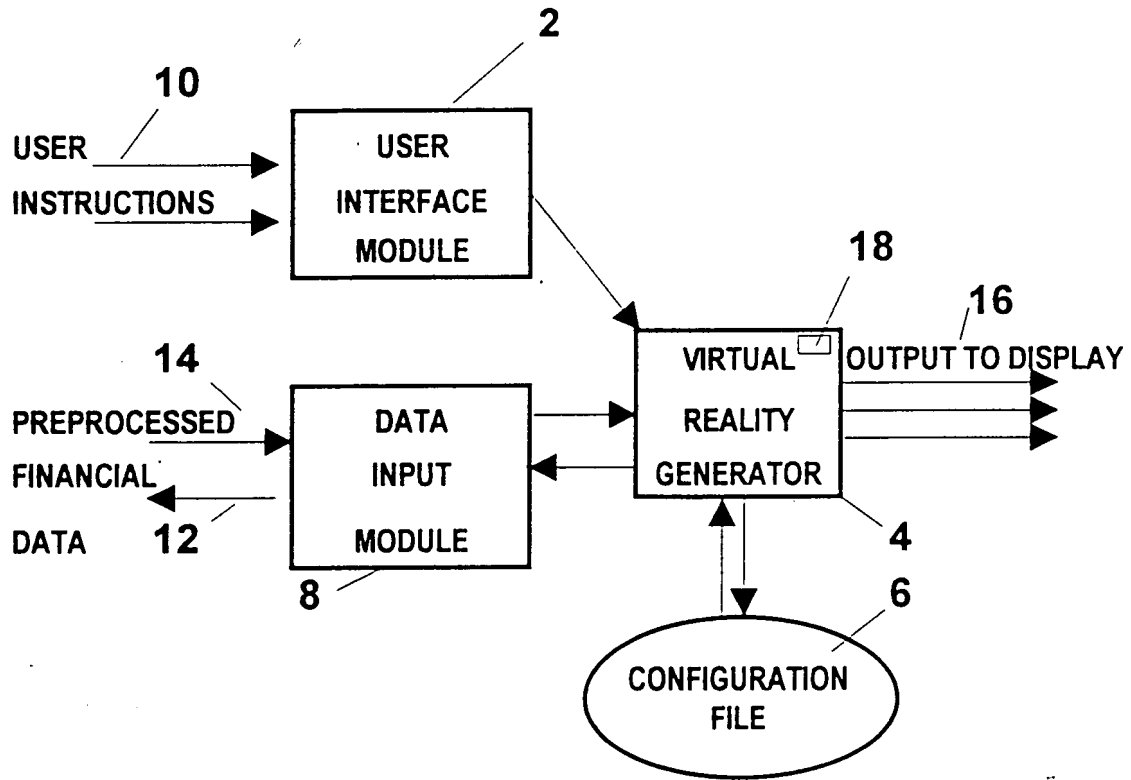 2
10
USER
INSTRUCTIONS
USER
INTERFACE
MODULE
18
16
VIRTUAL
REALITY
GENERATOR
OUTPUT TO DISPLAY
14
PREPROCESSED
FINANCIAL
DATA
12
DATA
INPUT
MODULE
8
4
6
CONFIGURATION
FILE